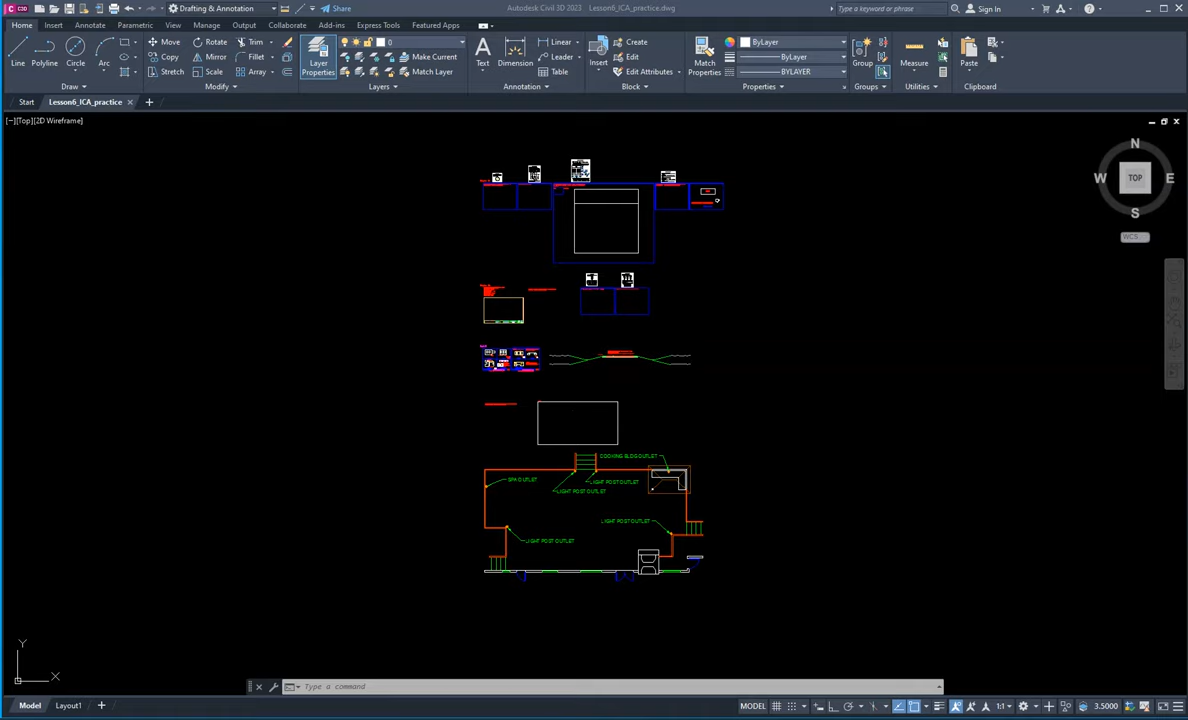 C3D
Drafting & Annotation
Share
Autodesk Civil 3D 2023 Lesson6_ICA_practice.dwg
Type a keyword or phrase
Sign In
?
Home Insert Annotate Parametric View Manage Output Collaborate Express Tools Featured Apps
Line
Polyline
Circle
Arc
Draw
Move
Copy
Stretch
Rotate
Mirror
Scale
Trim
Fillet
Array
Modify
Layer
Properties
0
Make Current
Match Layer
Layers
Text
Dimension
Linear
Leader
Table
Annotation
Insert
Create
Edit
Edit Attributes
Block
Match
Properties
ByLayer
ByLayer
BYLAYER
Properties
Group
Groups
Measure
Utilities
Paste
Clipboard
Start
Lesson6_ICA_practice
[−][Top][2D Wireframe]
N
W
TOP
E
S
WCS
COOKING BLDG OUTLET
SPA OUTLET
LIGHT POST OUTLET
LIGHT POST OUTLET
LIGHT POST OUTLET
LIGHT POST OUTLET
Y
X
Type a command
Model
Layout1
MODEL
1:1
3.5000